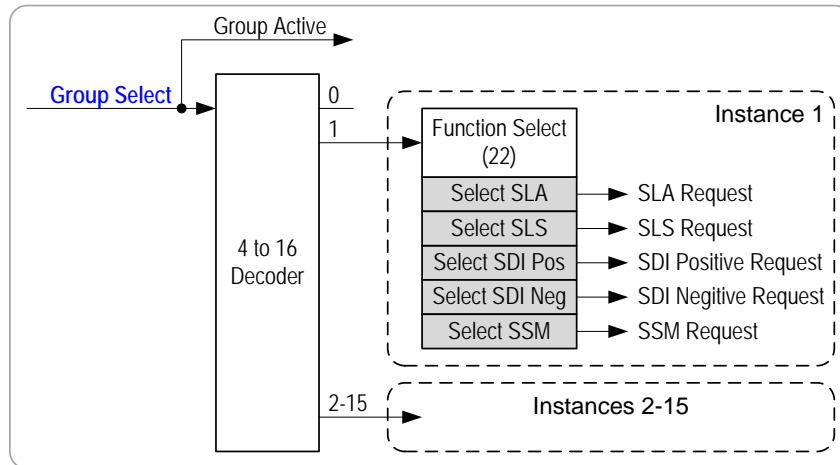 Group Active
Group Select
0
1
4 to 16
Decoder
2-15
Instance 1
Function Select
(22)
Select SLA
SLA Request
Select SLS
SLS Request
Select SDI Pos
SDI Positive Request
Select SDI Neg
SDI Negitive Request
Select SSM
SSM Request
Instances 2-15